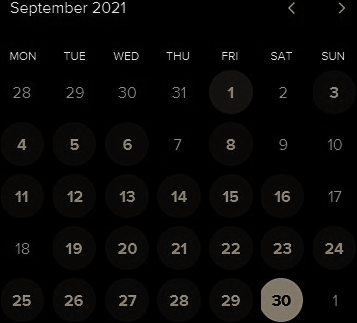 September 2021
MON TUE WED THU FRI SAT SUN
28 29 30 31 1 2 3
4 5 6 7 8 9 10
11 12 13 14 15 16 17
18 19 20 21 22 23 24
25 26 27 28 29 30 1